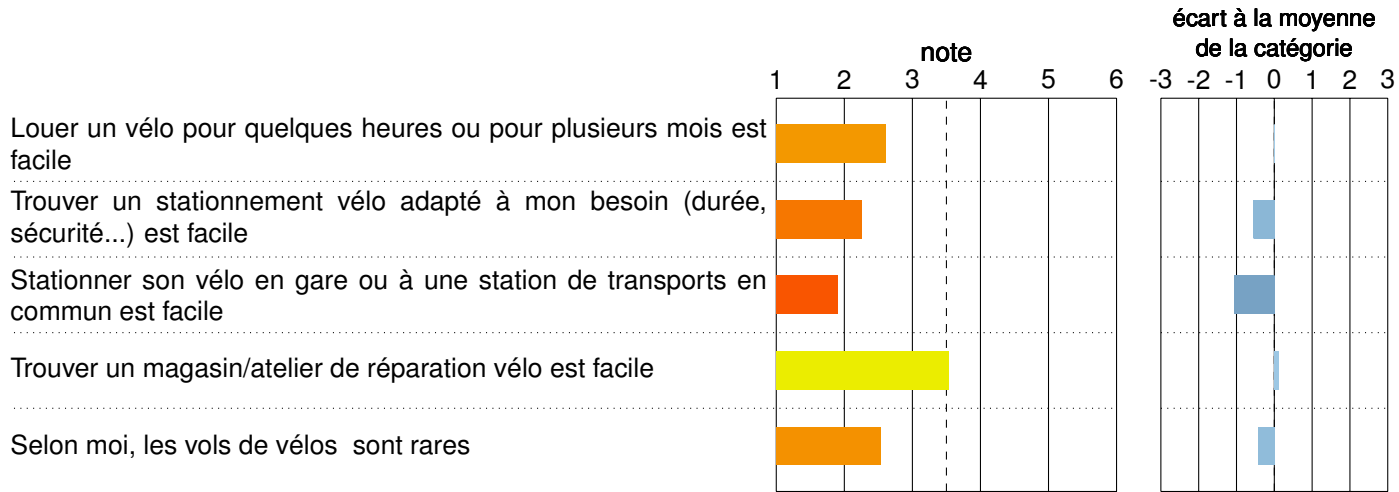 écart à la moyenne
note
de la catégorie
1 2 3 4 5 6 -3 -2 -1 0 1 2 3
Louer un vélo pour quelques heures ou pour plusieurs mois est
facile
Trouver un stationnement vélo adapté à mon besoin (durée,
sécurité...) est facile
Stationner son vélo en gare ou à une station de transports en
commun est facile
Trouver un magasin/atelier de réparation vélo est facile
Selon moi, les vols de vélos sont rares